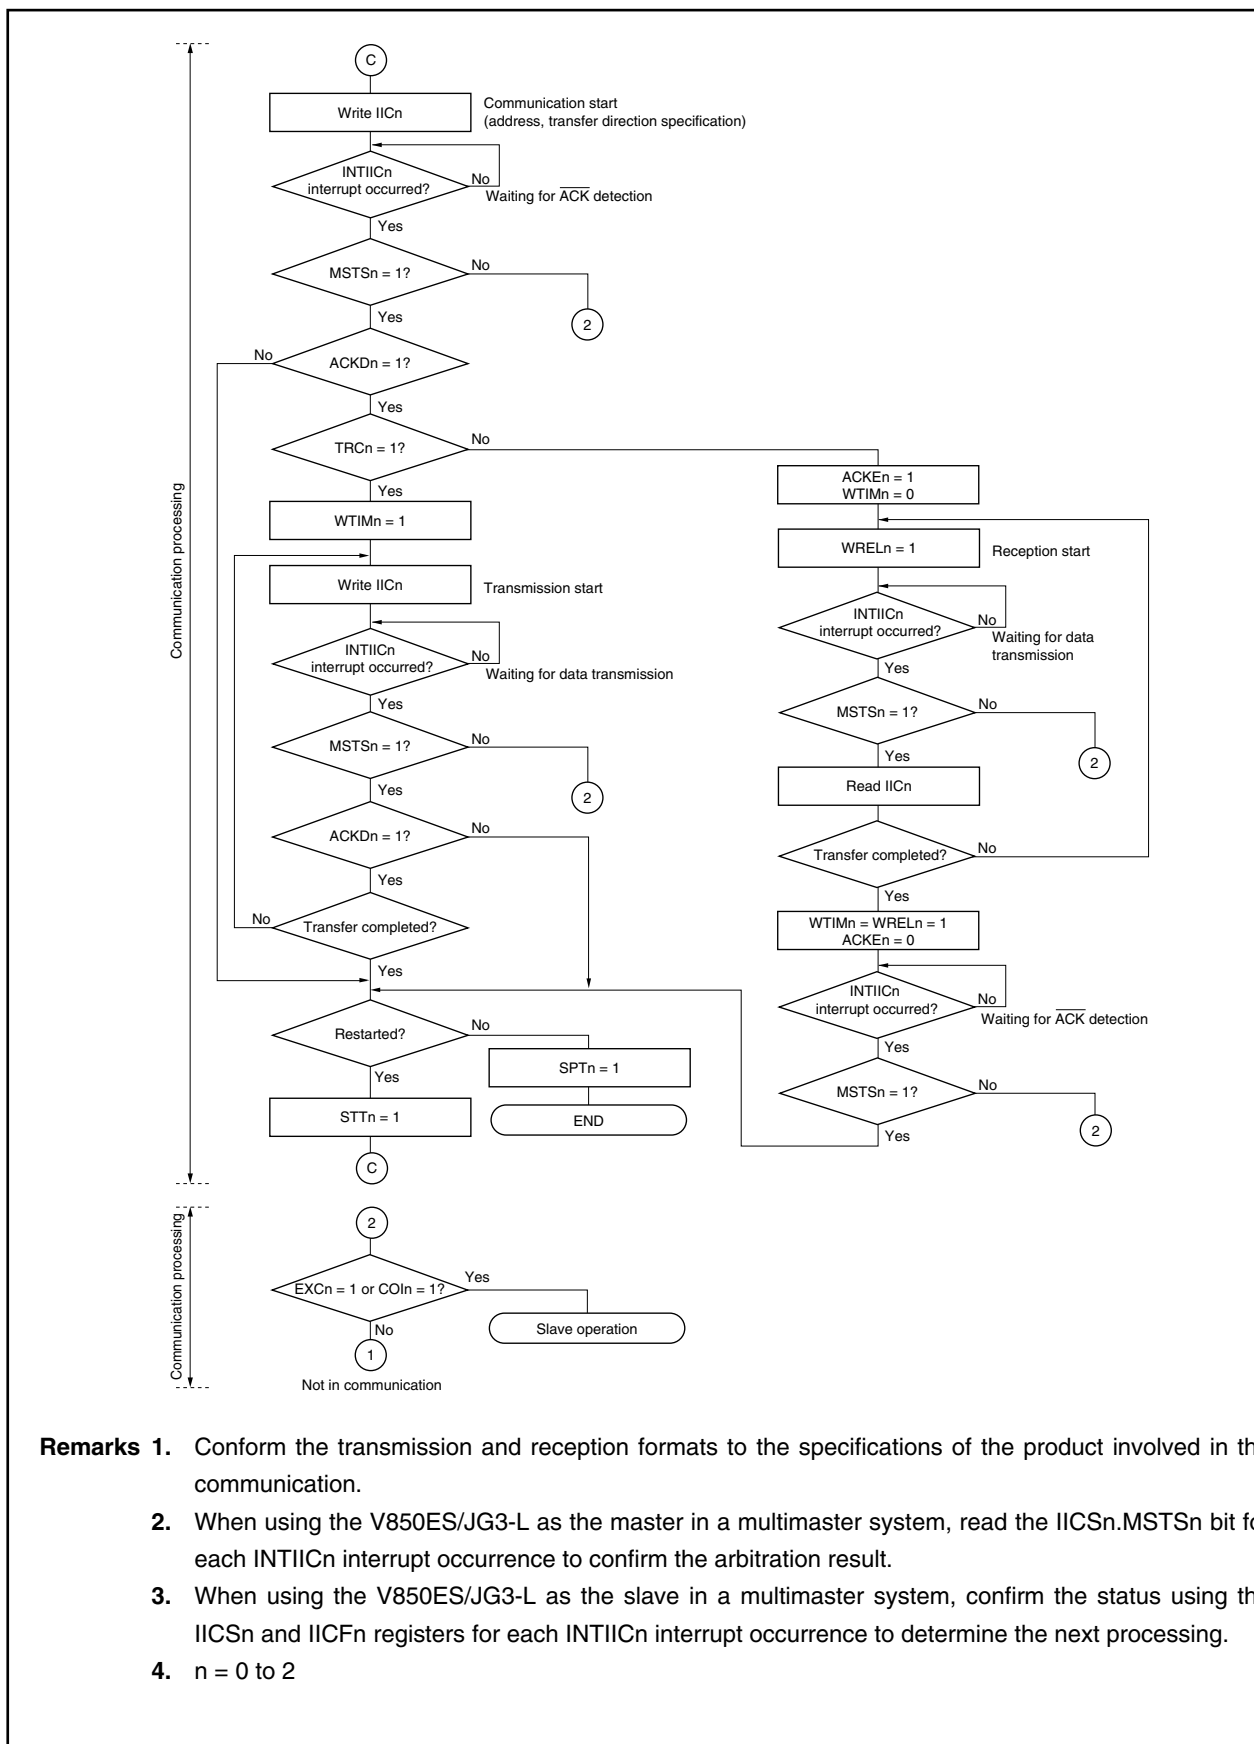 C
Write IICn
Communication start
(address, transfer direction specification)
INTIICn
interrupt occurred?
No
Waiting for ACK detection
Yes
MSTSn = 1?
No
2
Yes
ACKDn = 1?
No
Yes
TRCn = 1?
No
Yes
WTIMn = 1
Write IICn
Transmission start
INTIICn
interrupt occurred?
No
Waiting for data transmission
Yes
MSTSn = 1?
No
2
Yes
ACKDn = 1?
No
Yes
Transfer completed?
No
Yes
ACKEn = 1
WTIMn = 0
WRELn = 1
Reception start
INTIICn
interrupt occurred?
No
Waiting for data
transmission
Yes
MSTSn = 1?
No
2
Yes
Read IICn
Transfer completed?
No
Yes
WTIMn = WRELn = 1
ACKEn = 0
INTIICn
interrupt occurred?
No
Waiting for ACK detection
Yes
MSTSn = 1?
No
2
Yes
Restarted?
No
SPTn = 1
END
Yes
STTn = 1
C
Communication processing
2
EXCn = 1 or COIn = 1?
Yes
Slave operation
No
1
Not in communication
Communication processing
Remarks 1. Conform the transmission and reception formats to the specifications of the product involved in th
communication.
2. When using the V850ES/JG3-L as the master in a multimaster system, read the IICSn.MSTSn bit fo
each INTIICn interrupt occurrence to confirm the arbitration result.
3. When using the V850ES/JG3-L as the slave in a multimaster system, confirm the status using th
IICSn and IICFn registers for each INTIICn interrupt occurrence to determine the next processing.
4. n = 0 to 2